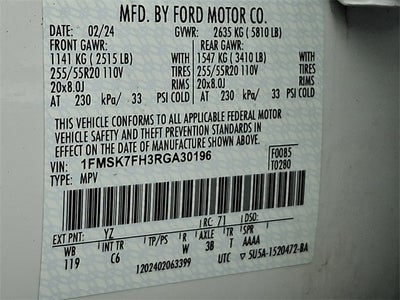 MFD. BY FORD MOTOR CO.
DATE: 02/24 GVWR: 2635 KG ( 5810 LB)
FRONT GAWR: REAR GAWR:
1141 KG ( 2515 LB) 1547 KG ( 3410 LB)
255/55R20 110V TIRES 255/55R20 110V TIRES
20x8.0J RIMS 20x8.0J RIMS
AT 230 kPa/ 33 PSI COLD AT 230 kPa/ 33 PSI COLD
THIS VEHICLE CONFORMS TO ALL APPLICABLE FEDERAL MOTOR
VEHICLE SAFETY AND THEFT PREVENTION STANDARDS IN
EFFECT ON THE DATE OF MANUFACTURE SHOWN ABOVE.
VIN: 1FMSK7FH3RGA30196 F0085
TYPE: MPV T0280
EXT PNT: YZ RC: 71 DSO:
WB INT TR TP/PS R AXLE TR
119 C6 W 3B T AAAA
1202402063399 UTC ▽ 5U5A-1520472-BA